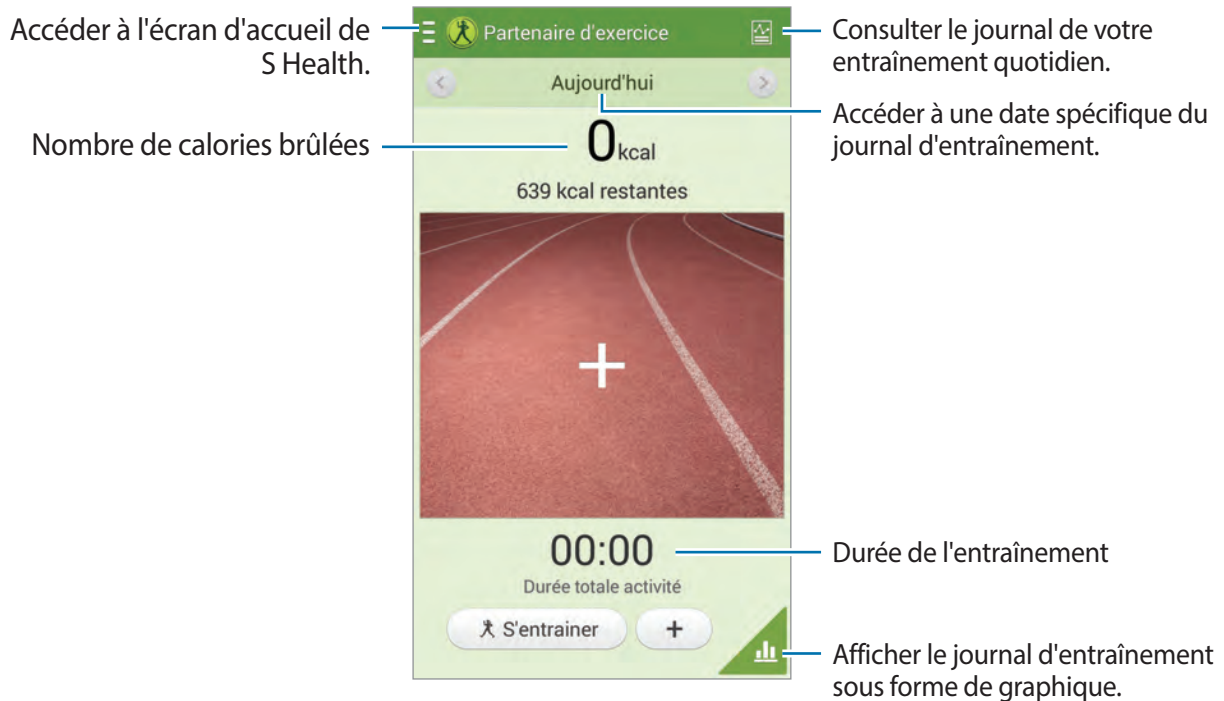 Accéder à l'écran d'accueil de
S Health.
Nombre de calories brûlées
Partenaire d'exercice
Aujourd'hui
0 kcal
639 kcal restantes
+
00:00
Durée totale activité
S'entrainer
+
Consulter le journal de votre
entraînement quotidien.
Accéder à une date spécifique du
journal d'entraînement.
Durée de l'entraînement
Afficher le journal d'entraînement
sous forme de graphique.